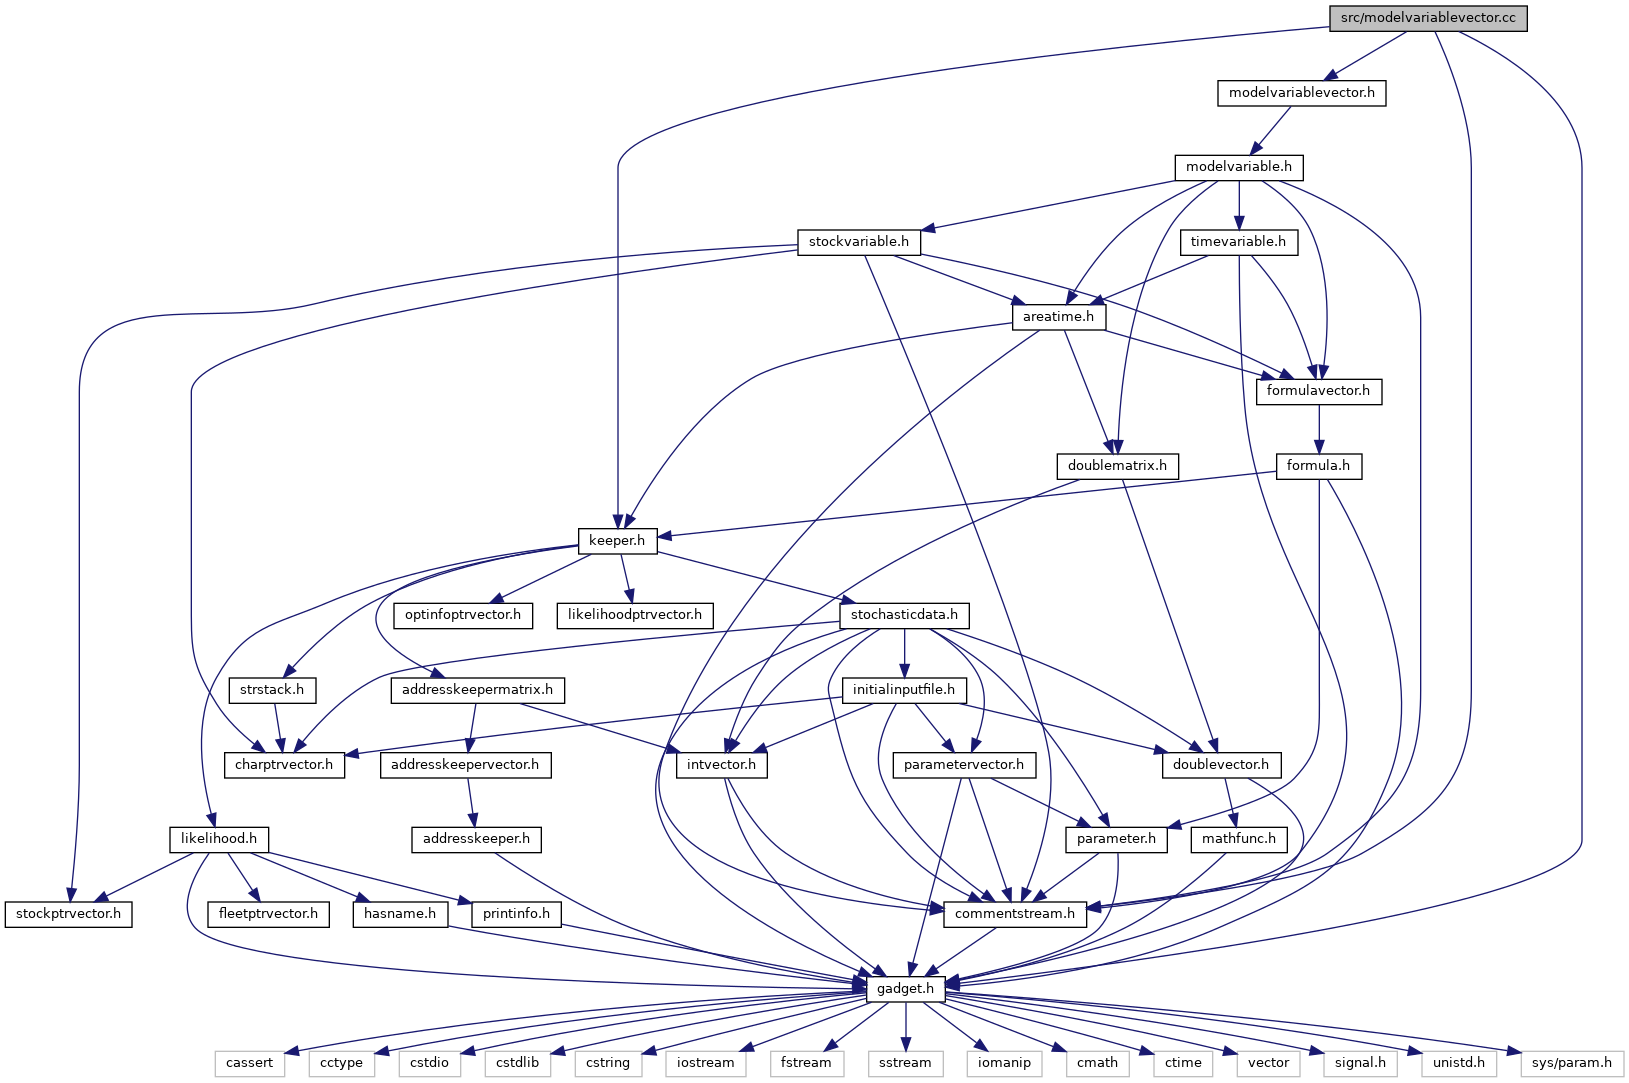 src/modelvariablevector.cc
modelvariablevector.h
modelvariable.h
stockvariable.h
timevariable.h
areatime.h
formulavector.h
doublematrix.h
formula.h
keeper.h
optinfoptrvector.h
likelihoodptrvector.h
stochasticdata.h
strstack.h
addresskeepermatrix.h
initialinputfile.h
charptrvector.h
addresskeepervector.h
intvector.h
parametervector.h
doublevector.h
likelihood.h
addresskeeper.h
parameter.h
mathfunc.h
stockptrvector.h
fleetptrvector.h
hasname.h
printinfo.h
commentstream.h
gadget.h
cassert
cctype
cstdio
cstdlib
cstring
iostream
fstream
sstream
iomanip
cmath
ctime
vector
signal.h
unistd.h
sys/param.h